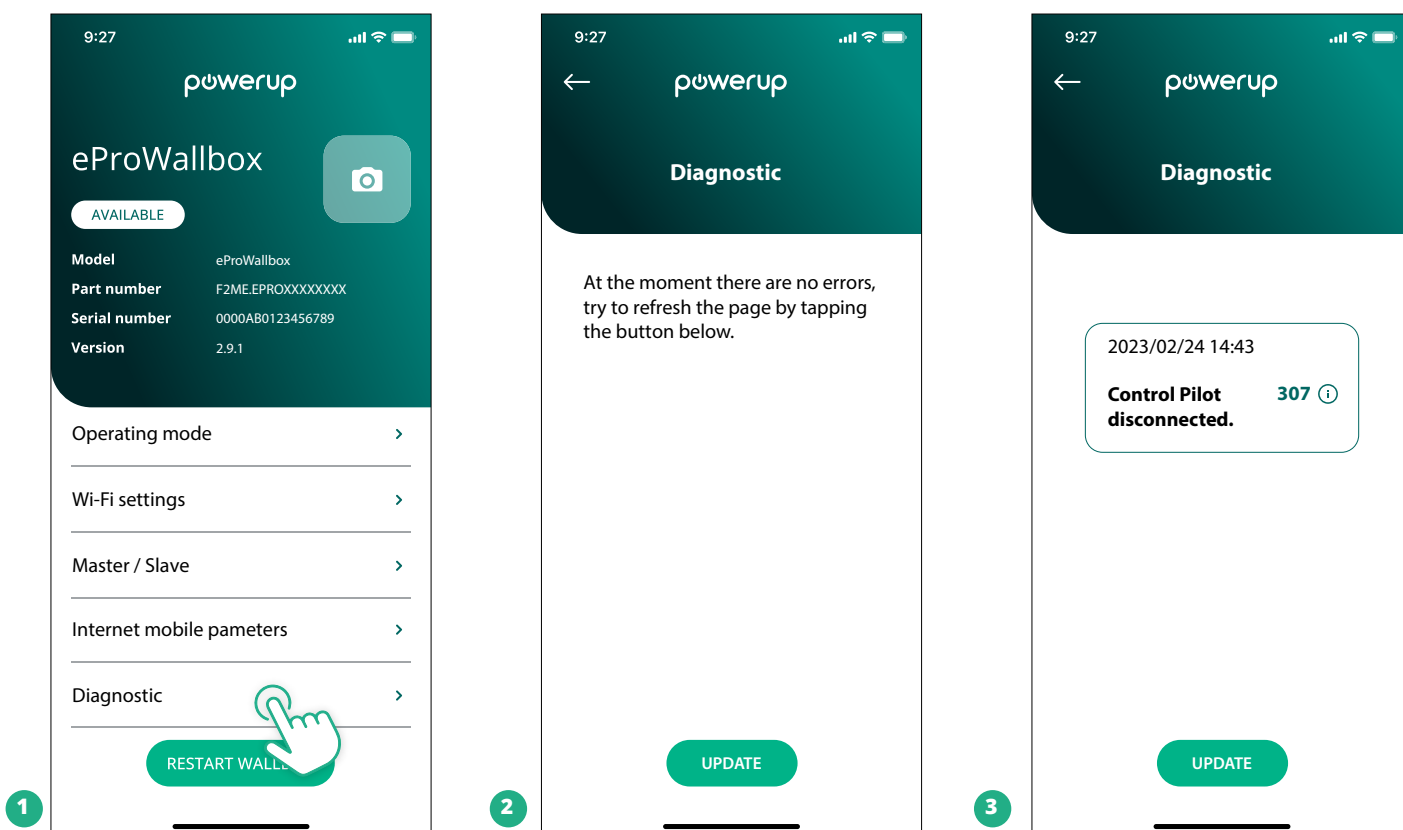 9:27
powerup
eProWallbox
AVAILABLE
Model eProWallbox
Part number F2ME.EPROXXXXXXXX
Serial number 0000AB0123456789
Version 2.9.1
Operating mode
Wi-Fi settings
Master / Slave
Internet mobile pameters
Diagnostic
RESTART
1
9:27
powerup
Diagnostic
At the moment there are no errors,
try to refresh the page by tapping
the button below.
UPDATE
2
9:27
powerup
Diagnostic
2023/02/24 14:43
Control Pilot 307
disconnected.
UPDATE
3